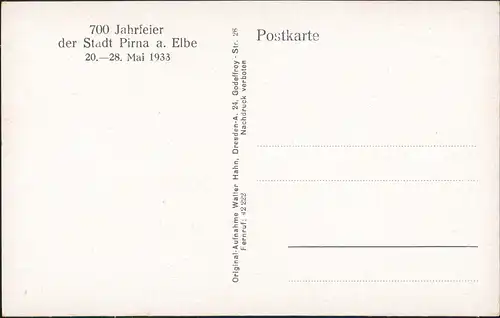 700 Jahrfeier
der Stadt Pirna a. Elbe
20.—28. Mai 1933
Postkarte
Original-Aufnahme Walter Hahn, Dresden-A. 24, Godeffroy-Str. 26
Fernruf: 42 222 Nachdruck verboten